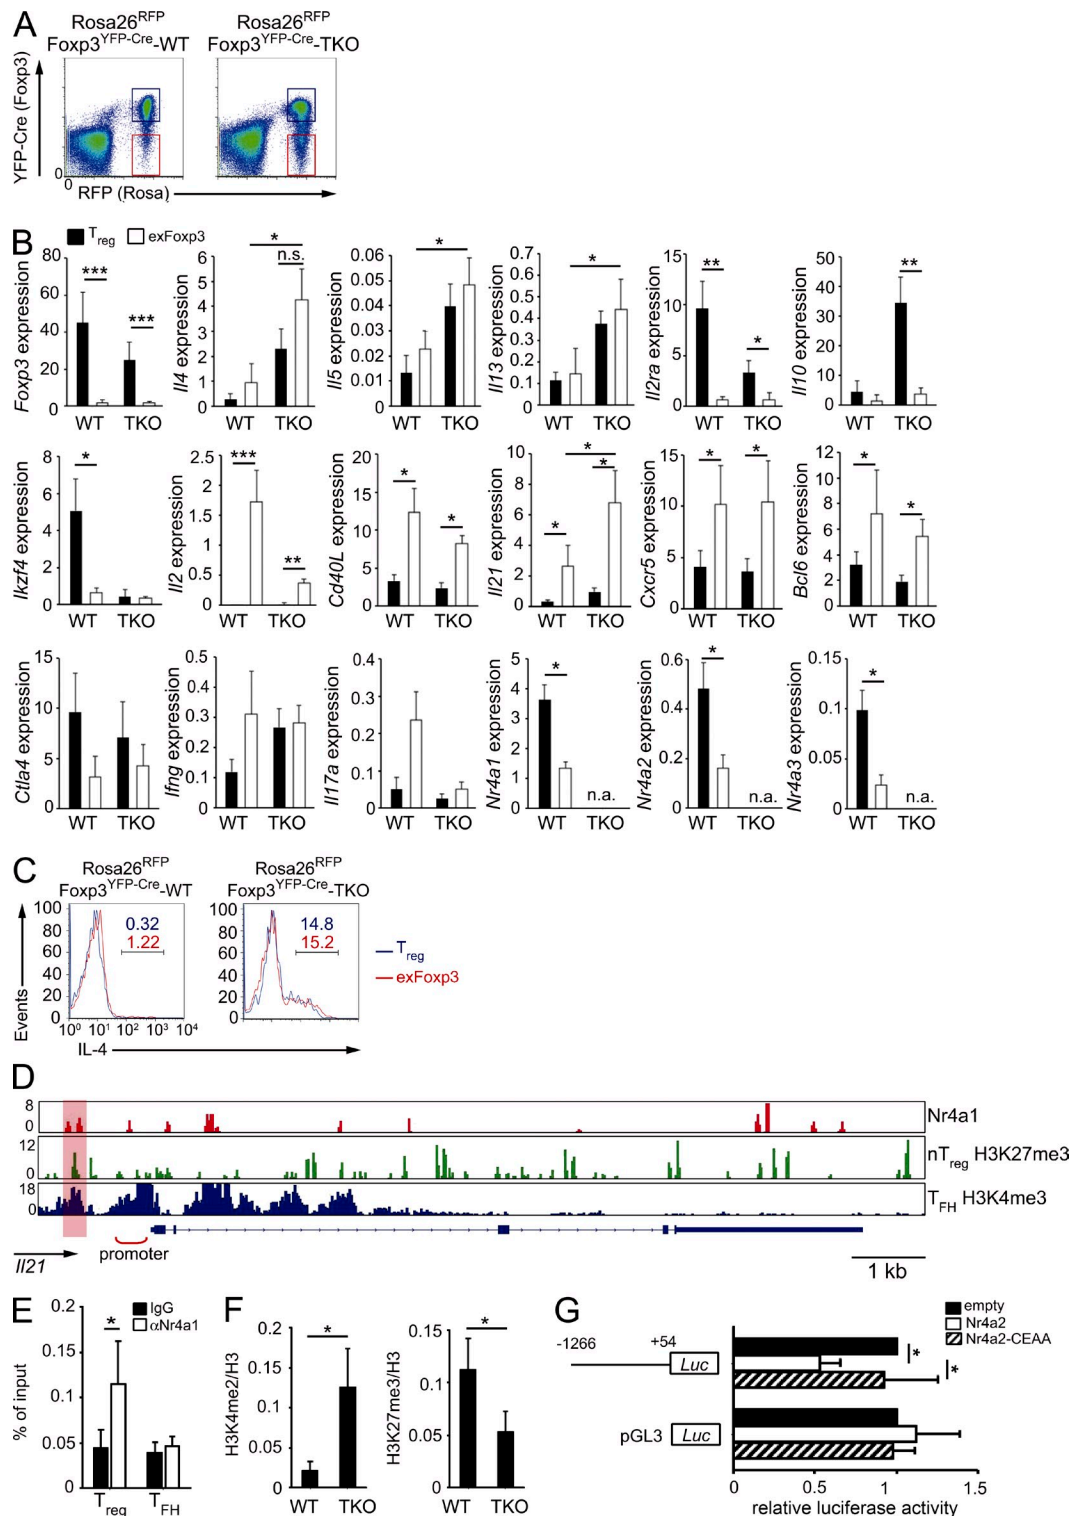 A
Rosa26RFP
Foxp3YFP-Cre-WT
Rosa26RFP
Foxp3YFP-Cre-TKO
YFP-Cre (Foxp3)
0
0
RFP (Rosa)
B
Treg
exFoxp3
Foxp3 expression
80
60
40
20
0
***
***
WT
TKO
Il4 expression
6
5
4
3
2
1
0
*
n.s.
WT
TKO
Il5 expression
0.06
0.05
0.04
0.03
0.02
0.01
0
*
WT
TKO
Il13 expression
0.7
0.6
0.5
0.4
0.3
0.2
0.1
0
*
WT
TKO
Il2ra expression
15
10
5
0
**
*
WT
TKO
Il10 expression
50
40
30
20
10
0
**
WT
TKO
Ikzf4 expression
10
8
6
4
2
0
*
WT
TKO
Il2 expression
2.5
2
1.5
1
0.5
0
***
**
WT
TKO
Cd40L expression
20
15
10
5
0
*
*
WT
TKO
Il21 expression
10
8
6
4
2
0
*
*
*
WT
TKO
Cxcr5 expression
15
10
5
0
*
*
WT
TKO
Bcl6 expression
10
8
6
4
2
0
*
*
WT
TKO
Ctla4 expression
15
10
5
0
WT
TKO
Ifng expression
0.5
0.4
0.3
0.2
0.1
0
WT
TKO
Il17a expression
0.4
0.3
0.2
0.1
0
WT
TKO
Nr4a1 expression
5
4
3
2
1
0
*
n.a.
WT
TKO
Nr4a2 expression
0.6
0.4
0.2
0
*
n.a.
WT
TKO
Nr4a3 expression
0.15
0.1
0.05
0
*
n.a.
WT
TKO
C
Rosa26RFP
Foxp3YFP-Cre-WT
Rosa26RFP
Foxp3YFP-Cre-TKO
Events
100
80
60
40
20
0
0.32
1.22
100 101 102 103 104
100
80
60
40
20
0
14.8
15.2
Treg
exFoxp3
IL-4
D
8
0
Nr4a1
12
0
nTreg H3K27me3
18
0
TFH H3K4me3
promoter
Il21
1 kb
E
IgG
αNr4a1
% of input
0.2
0.15
0.1
0.05
0
*
Treg
TFH
F
H3K4me2/H3
0.2
0.15
0.1
0.05
0
*
WT
TKO
H3K27me3/H3
0.15
0.1
0.05
0
*
WT
TKO
G
empty
Nr4a2
Nr4a2-CEAA
-1266
+54
Luc
*
*
pGL3
Luc
0
0.5
1
1.5
relative luciferase activity